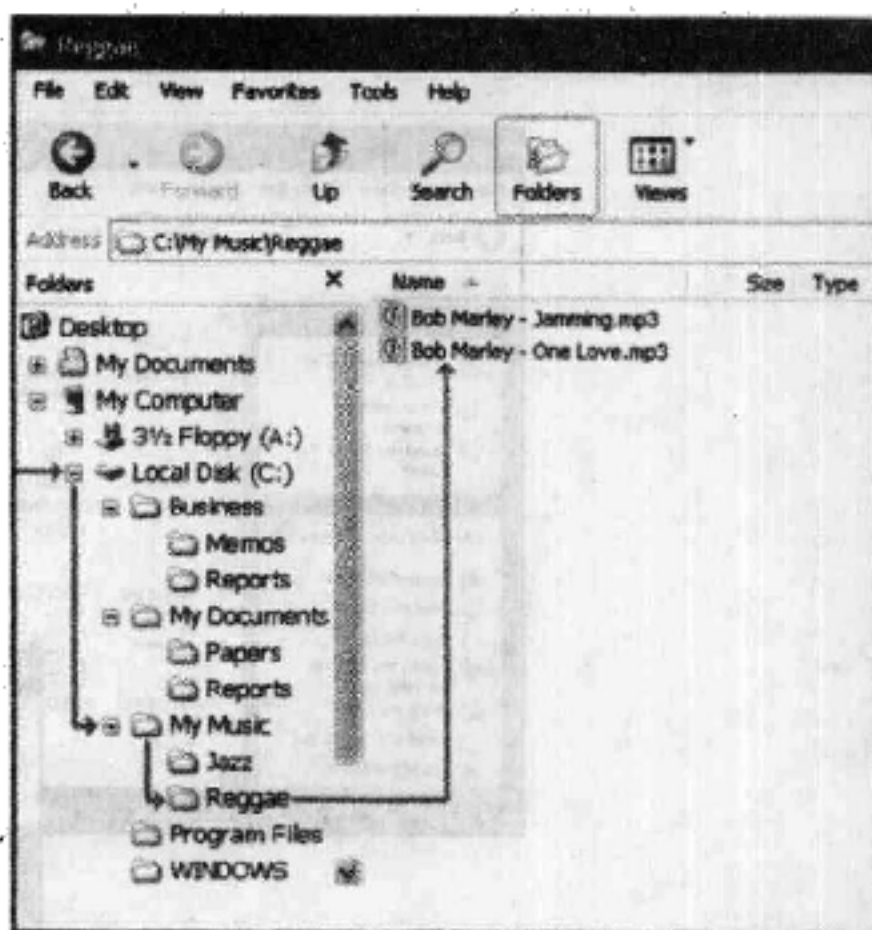 Reggae
File Edit View Favorites Tools Help
Back Forward Up Search Folders Views
Address C:\My Music\Reggae
Folders Name Size Type
Desktop
My Documents
My Computer
3½ Floppy (A:)
Local Disk (C:)
Business
Memos
Reports
My Documents
Papers
Reports
My Music
Jazz
Reggae
Program Files
WINDOWS
Bob Marley - Jamming.mp3
Bob Marley - One Love.mp3